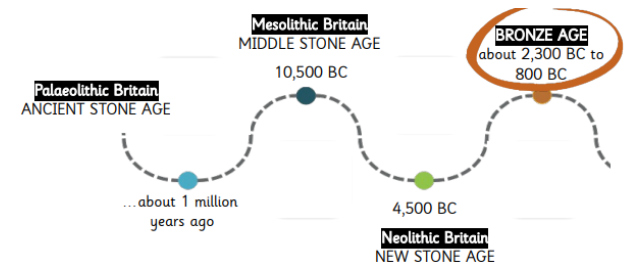 Palaeolithic Britain
ANCIENT STONE AGE
...about 1 million
years ago
Mesolithic Britain
MIDDLE STONE AGE
10,500 BC
4,500 BC
Neolithic Britain
NEW STONE AGE
BRONZE AGE
about 2,300 BC to
800 BC